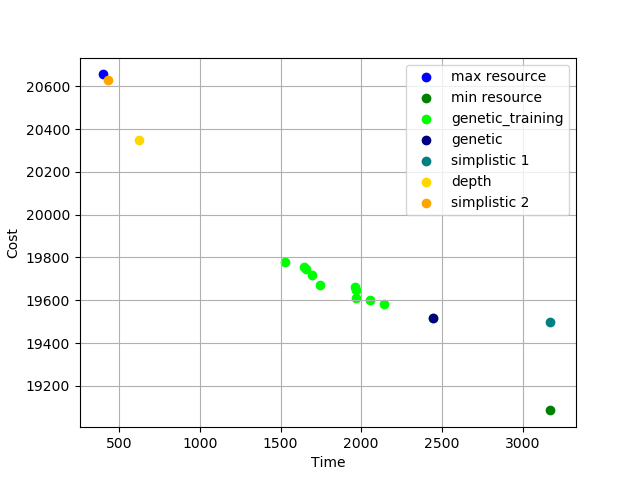 max resource
min resource
genetic_training
genetic
simplistic 1
depth
simplistic 2
Cost
20600
20400
20200
20000
19800
19600
19400
19200
500 1000 1500 2000 2500 3000
Time